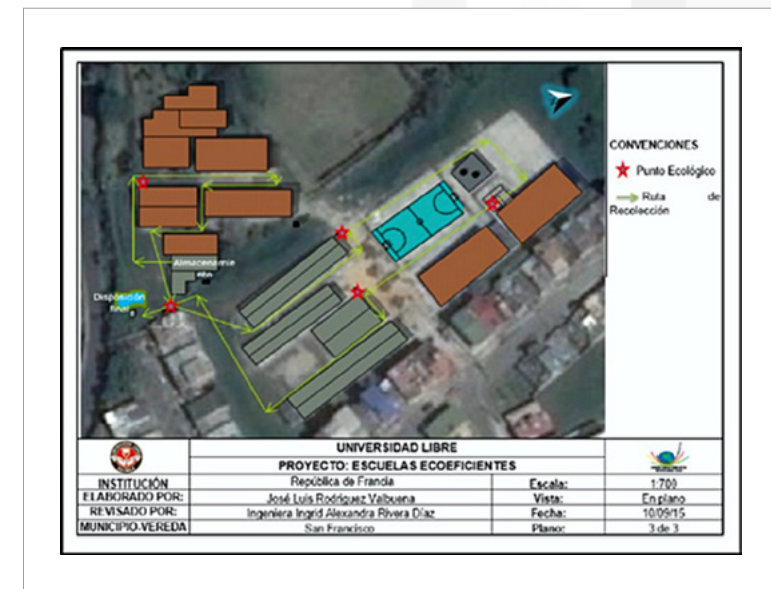 CONVENCIONES
Punto Ecológico
Ruta de
Recolección
Almacenamie
nto
Disposición
final
UNIVERSIDAD LIBRE
PROYECTO: ESCUELAS ECOEFICIENTES
INSTITUCIÓN República de Francia Escala: 1:700
ELABORADO POR: José Luis Rodriguez Valbuena Vista: En plano
REVISADO POR: Ingeniera Ingrid Alexandra Rivera Díaz Fecha: 10/09/15
MUNICIPIO-VEREDA San Francisco Plano: 3 de 3